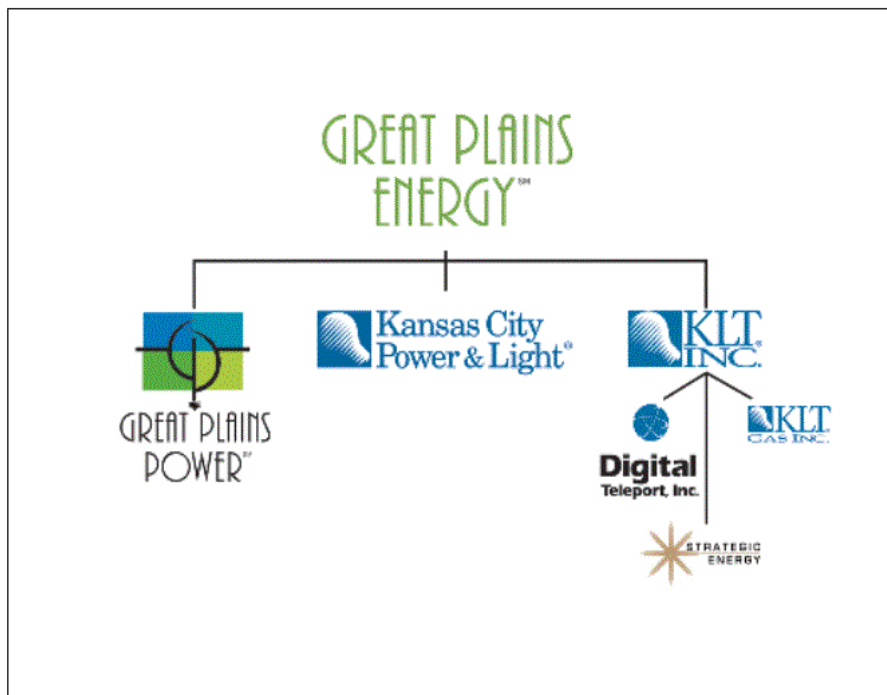 GREAT PLAINS
ENERGY℠
Kansas City
Power & Light®
KLT®
INC.
GREAT PLAINS
POWER℠
Digital
Teleport, Inc.
KLT
GAS INC.
STRATEGIC
ENERGY